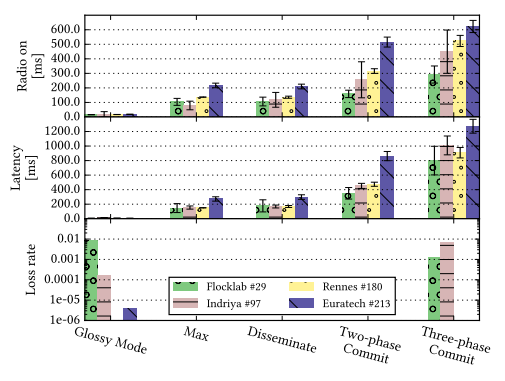 Radio on
[ms]
600.0
500.0
400.0
300.0
200.0
100.0
0.0
Latency
[ms]
1200.0
1000.0
800.0
600.0
400.0
200.0
0.0
Loss rate
0.01
0.001
0.0001
1e-05
1e-06
Flocklab #29
Rennes #180
Indriya #97
Euratech #213
Glossy Mode
Max
Disseminate
Two-phase
Commit
Three-phase
Commit